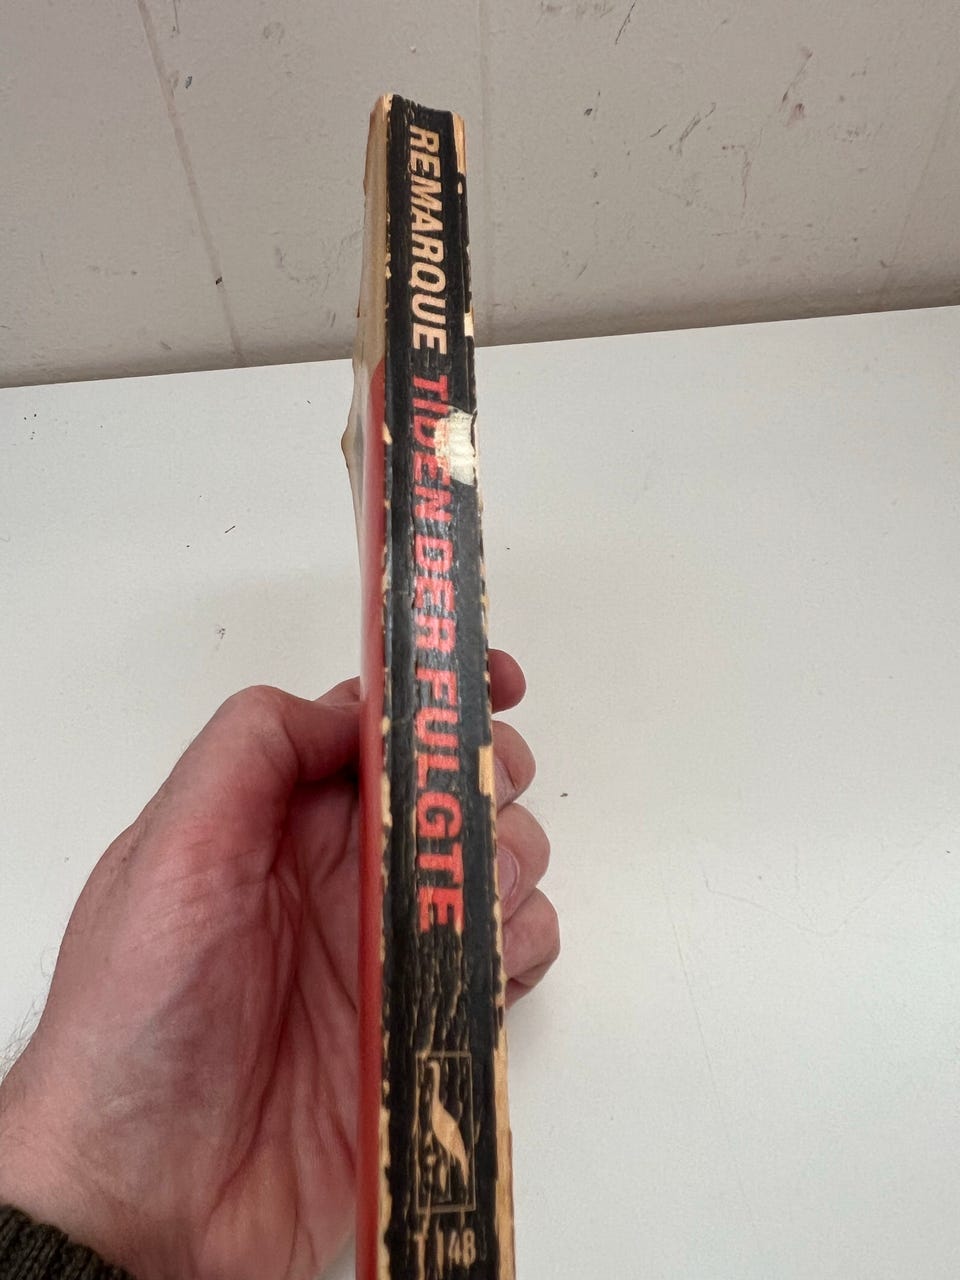 REMARQUE TIDEN DER FULGTE
T 148